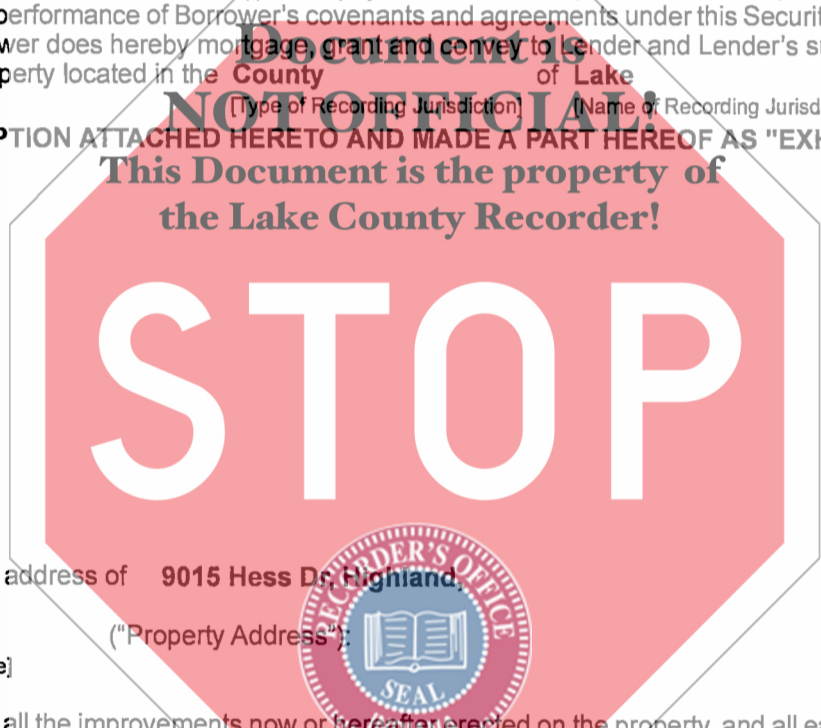 performance of Borrower's covenants and agreements under this Securi
wer does hereby mortgage, grant and convey to Lender and Lender's s
Document is
perty located in the County of Lake
[Type of Recording Jurisdiction] [Name of Recording Jurisd
NOT OFFICIAL!
PTION ATTACHED HERETO AND MADE A PART HEREOF AS "EXH
This Document is the property of
the Lake County Recorder!
STOP
address of 9015 Hess Dr, Highland,
("Property Address"):
e]
RECORDER'S OFFICE
SEAL
all the improvements now or hereafter erected on the property, and all e